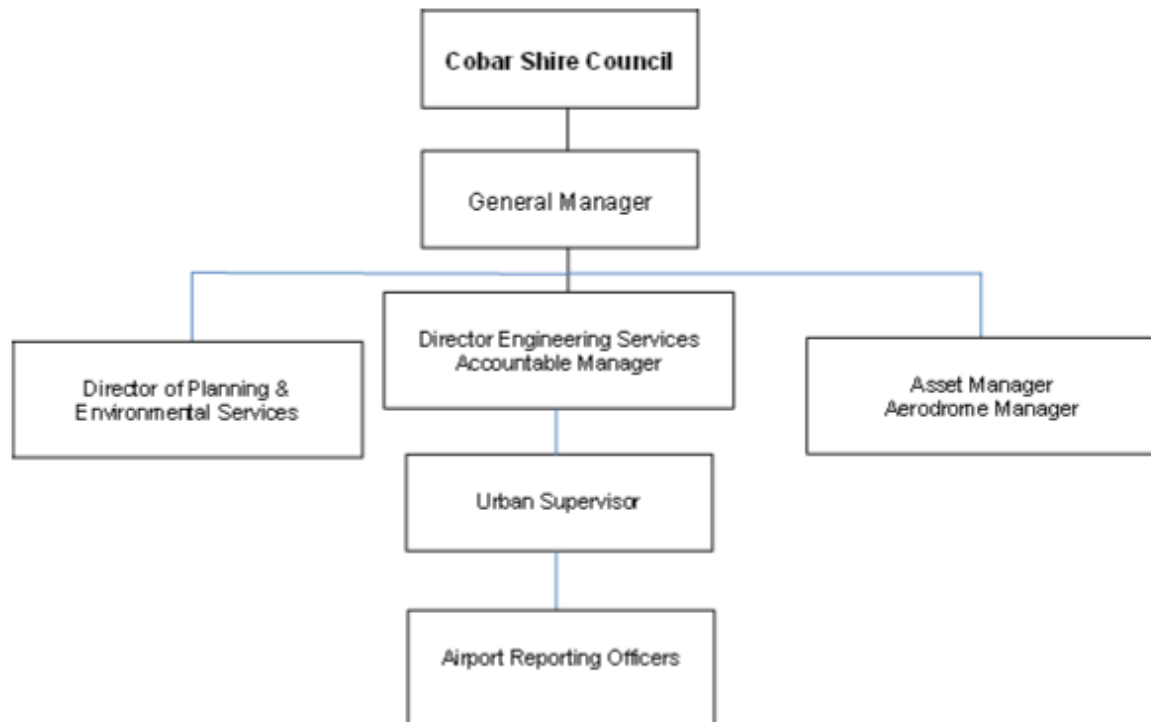 Cobar Shire Council
General Manager
Director Engineering Services
Accountable Manager
Director of Planning &
Environmental Services
Asset Manager
Aerodrome Manager
Urban Supervisor
Airport Reporting Officers